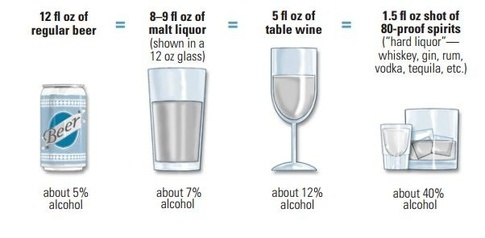 12 fl oz of
regular beer
=
8–9 fl oz of
malt liquor
(shown in a
12 oz glass)
=
5 fl oz of
table wine
=
1.5 fl oz shot of
80-proof spirits
("hard liquor"—
whiskey, gin, rum,
vodka, tequila, etc.)
Beer
about 5%
alcohol
about 7%
alcohol
about 12%
alcohol
about 40%
alcohol